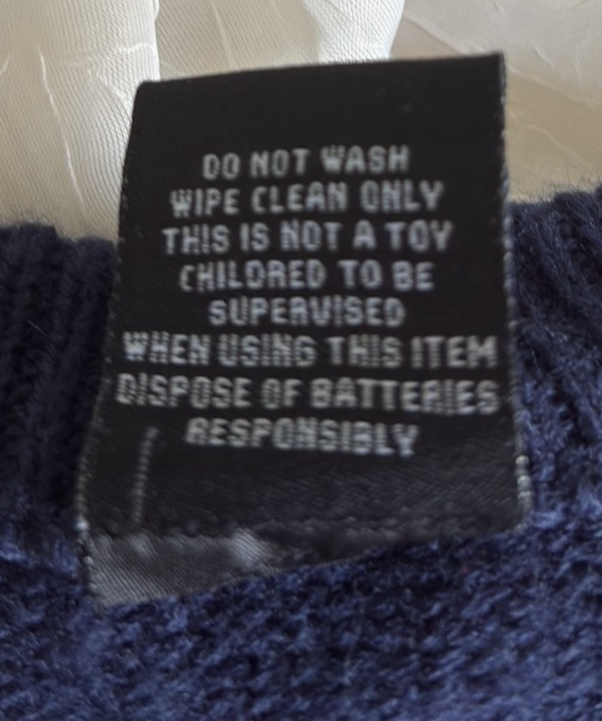 DO NOT WASH
WIPE CLEAN ONLY
THIS IS NOT A TOY
CHILDRED TO BE
SUPERVISED
WHEN USING THIS ITEM
DISPOSE OF BATTERIES
RESPONSIBLY